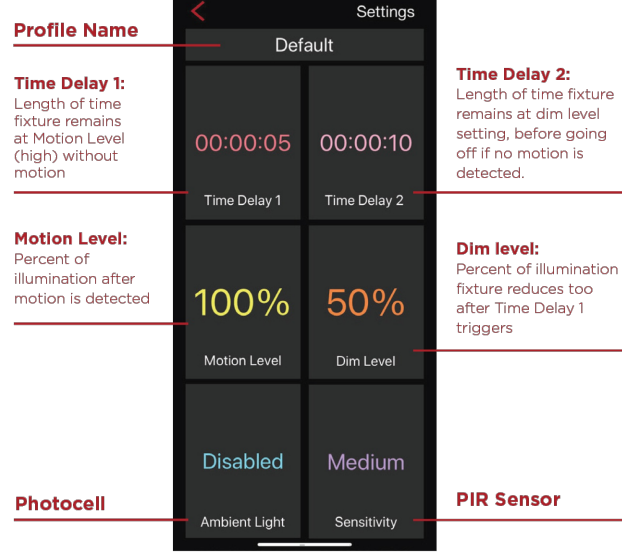 Settings
Profile Name
Default
Time Delay 1:
Length of time
fixture remains
at Motion Level
(high) without
motion
00:00:05
Time Delay 1
00:00:10
Time Delay 2
Time Delay 2:
Length of time fixture
remains at dim level
setting, before going
off if no motion is
detected.
Motion Level:
Percent of
illumination after
motion is detected
100%
Motion Level
50%
Dim Level
Dim level:
Percent of illumination
fixture reduces too
after Time Delay 1
triggers
Photocell
Disabled
Ambient Light
Medium
Sensitivity
PIR Sensor